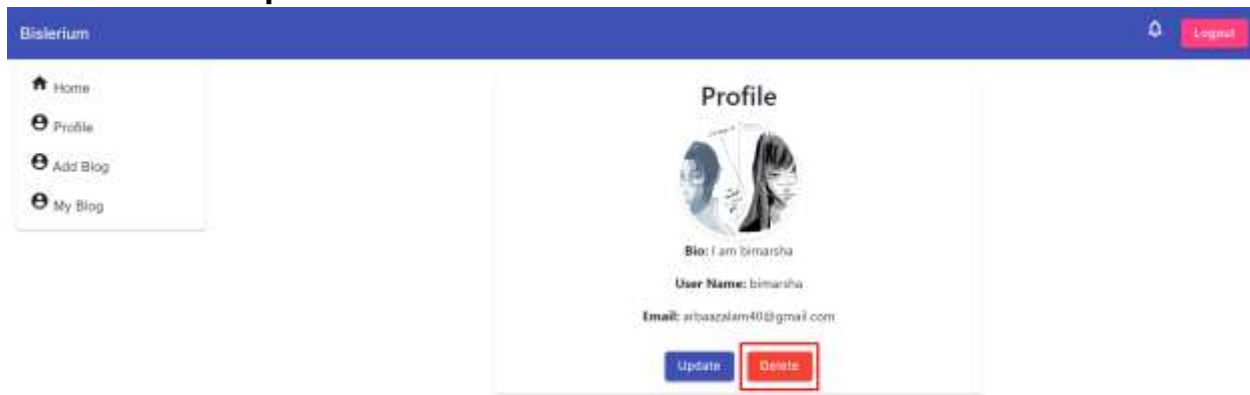 Bislerium
Logout
Home
Profile
Add Blog
My Blog
Profile
Bio: I am bimarsha
User Name: bimarsha
Email: arbaazalam40@gmail.com
Update
Delete